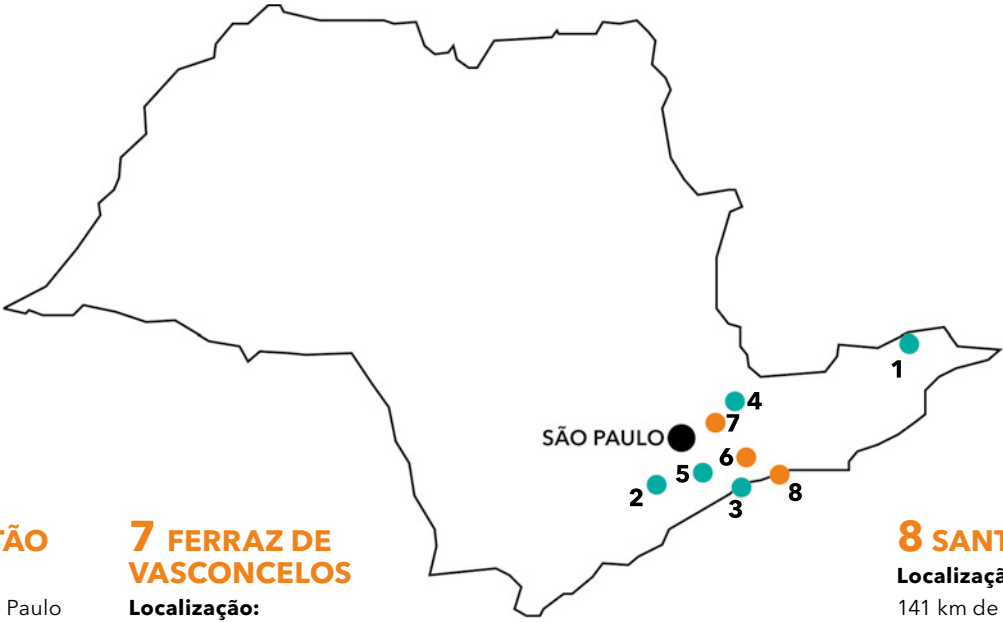 1
4
7
SÃO PAULO
6
5
2
8
3
TÃO
Paulo
7 FERRAZ DE
VASCONCELOS
Localização:
8 SANT
Localizaçã
141 km de